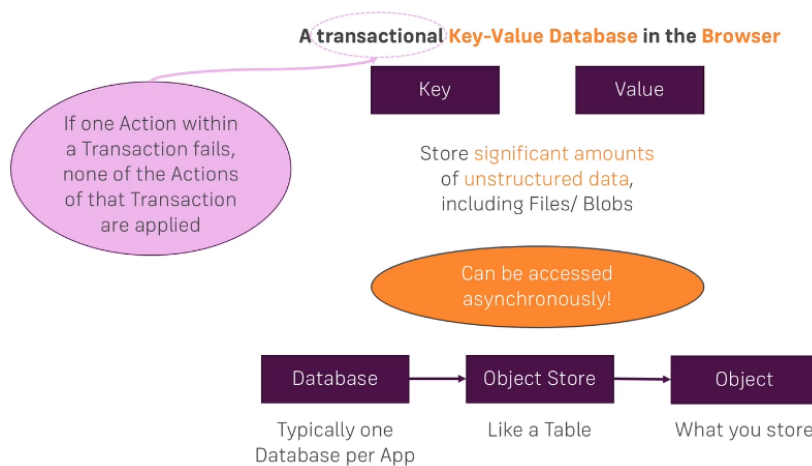 A transactional Key-Value Database in the Browser
Key
Value
If one Action within
a Transaction fails,
none of the Actions
of that Transaction
are applied
Store significant amounts
of unstructured data,
including Files/ Blobs
Can be accessed
asynchronously!
Database
Object Store
Object
Typically one
Database per App
Like a Table
What you store